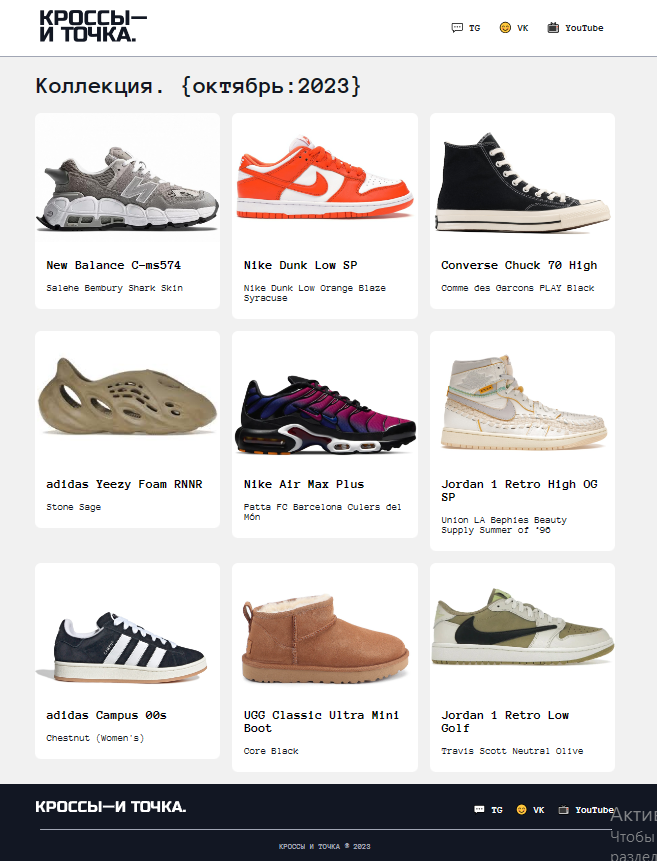 КРОССЫ—
И ТОЧКА.
TG VK YouTube
Коллекция. {октябрь:2023}
New Balance C-ms574
Salehe Bembury Shark Skin
Nike Dunk Low SP
Nike Dunk Low Orange Blaze
Syracuse
Converse Chuck 70 High
Comme des Garcons PLAY Black
adidas Yeezy Foam RNNR
Stone Sage
Nike Air Max Plus
Patta FC Barcelona Culers del
Món
Jordan 1 Retro High OG
SP
Union LA Bephies Beauty
Supply Summer of '96
adidas Campus 00s
Chestnut (Women's)
UGG Classic Ultra Mini
Boot
Core Black
Jordan 1 Retro Low
Golf
Travis Scott Neutral Olive
КРОССЫ—И ТОЧКА.
TG VK YouTube
Актив
Чтобы
раздел
КРОССЫ И ТОЧКА ® 2023